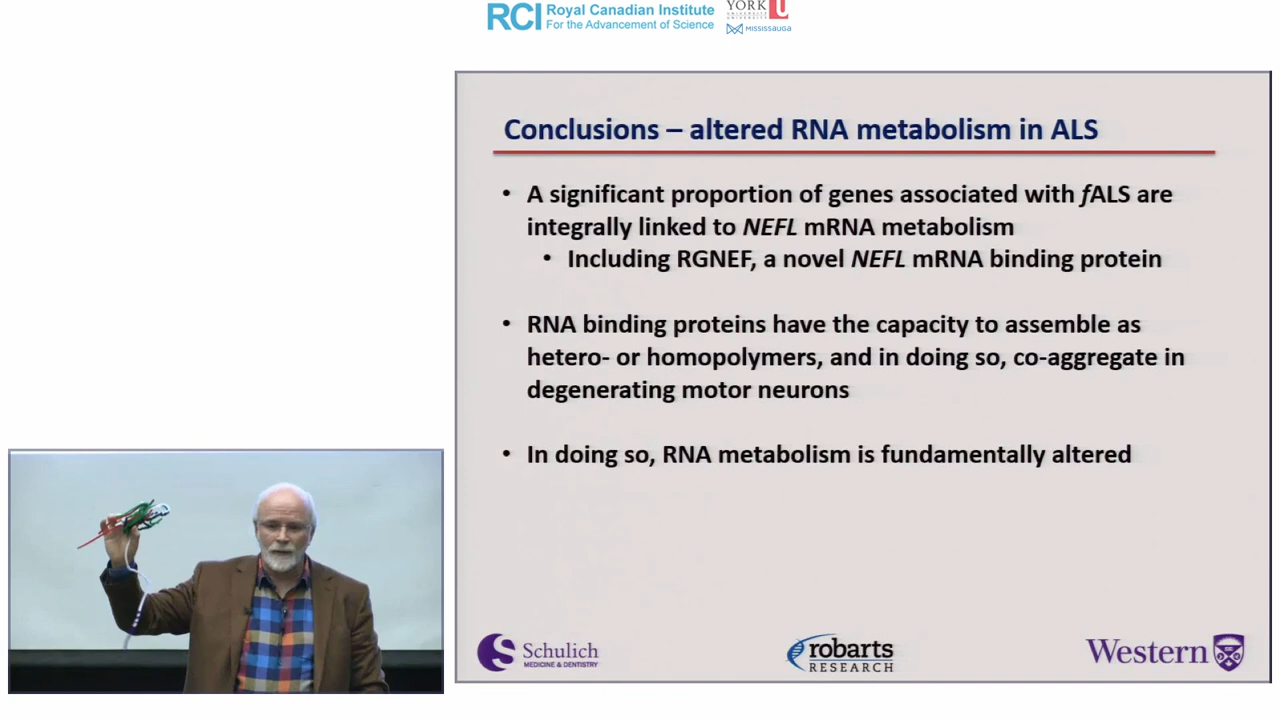 RCI Royal Canadian Institute
For the Advancement of Science
YORK U
UNIVERSITÉ
UNIVERSITY
MISSISSAUGA
Conclusions – altered RNA metabolism in ALS
• A significant proportion of genes associated with fALS are
integrally linked to NEFL mRNA metabolism
• Including RGNEF, a novel NEFL mRNA binding protein
• RNA binding proteins have the capacity to assemble as
hetero- or homopolymers, and in doing so, co-aggregate in
degenerating motor neurons
• In doing so, RNA metabolism is fundamentally altered
Schulich
MEDICINE & DENTISTRY
robarts
RESEARCH
Western